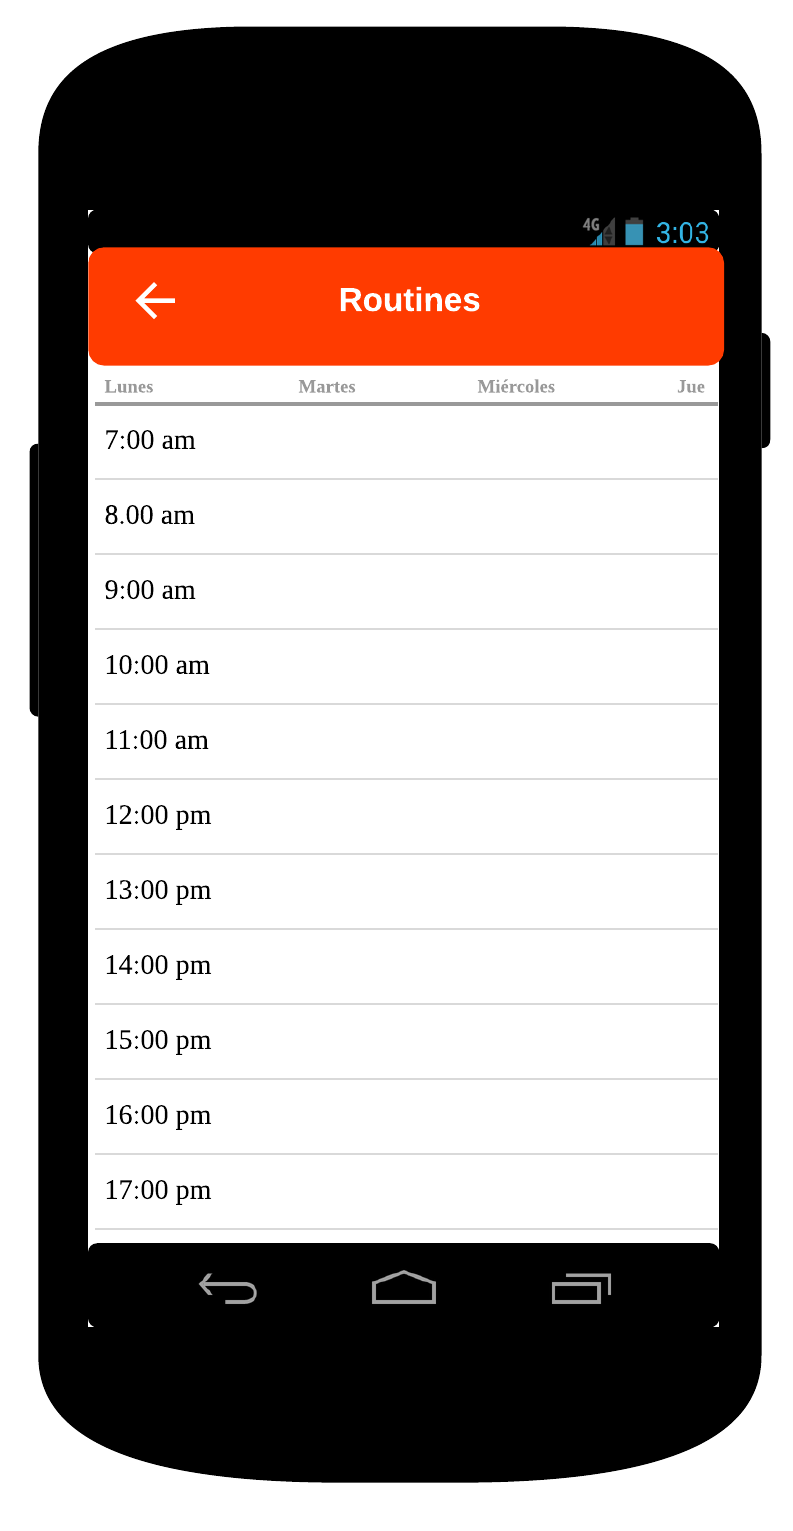 4G 3:03
Routines
Lunes Martes Miércoles Jue
7:00 am
8.00 am
9:00 am
10:00 am
11:00 am
12:00 pm
13:00 pm
14:00 pm
15:00 pm
16:00 pm
17:00 pm